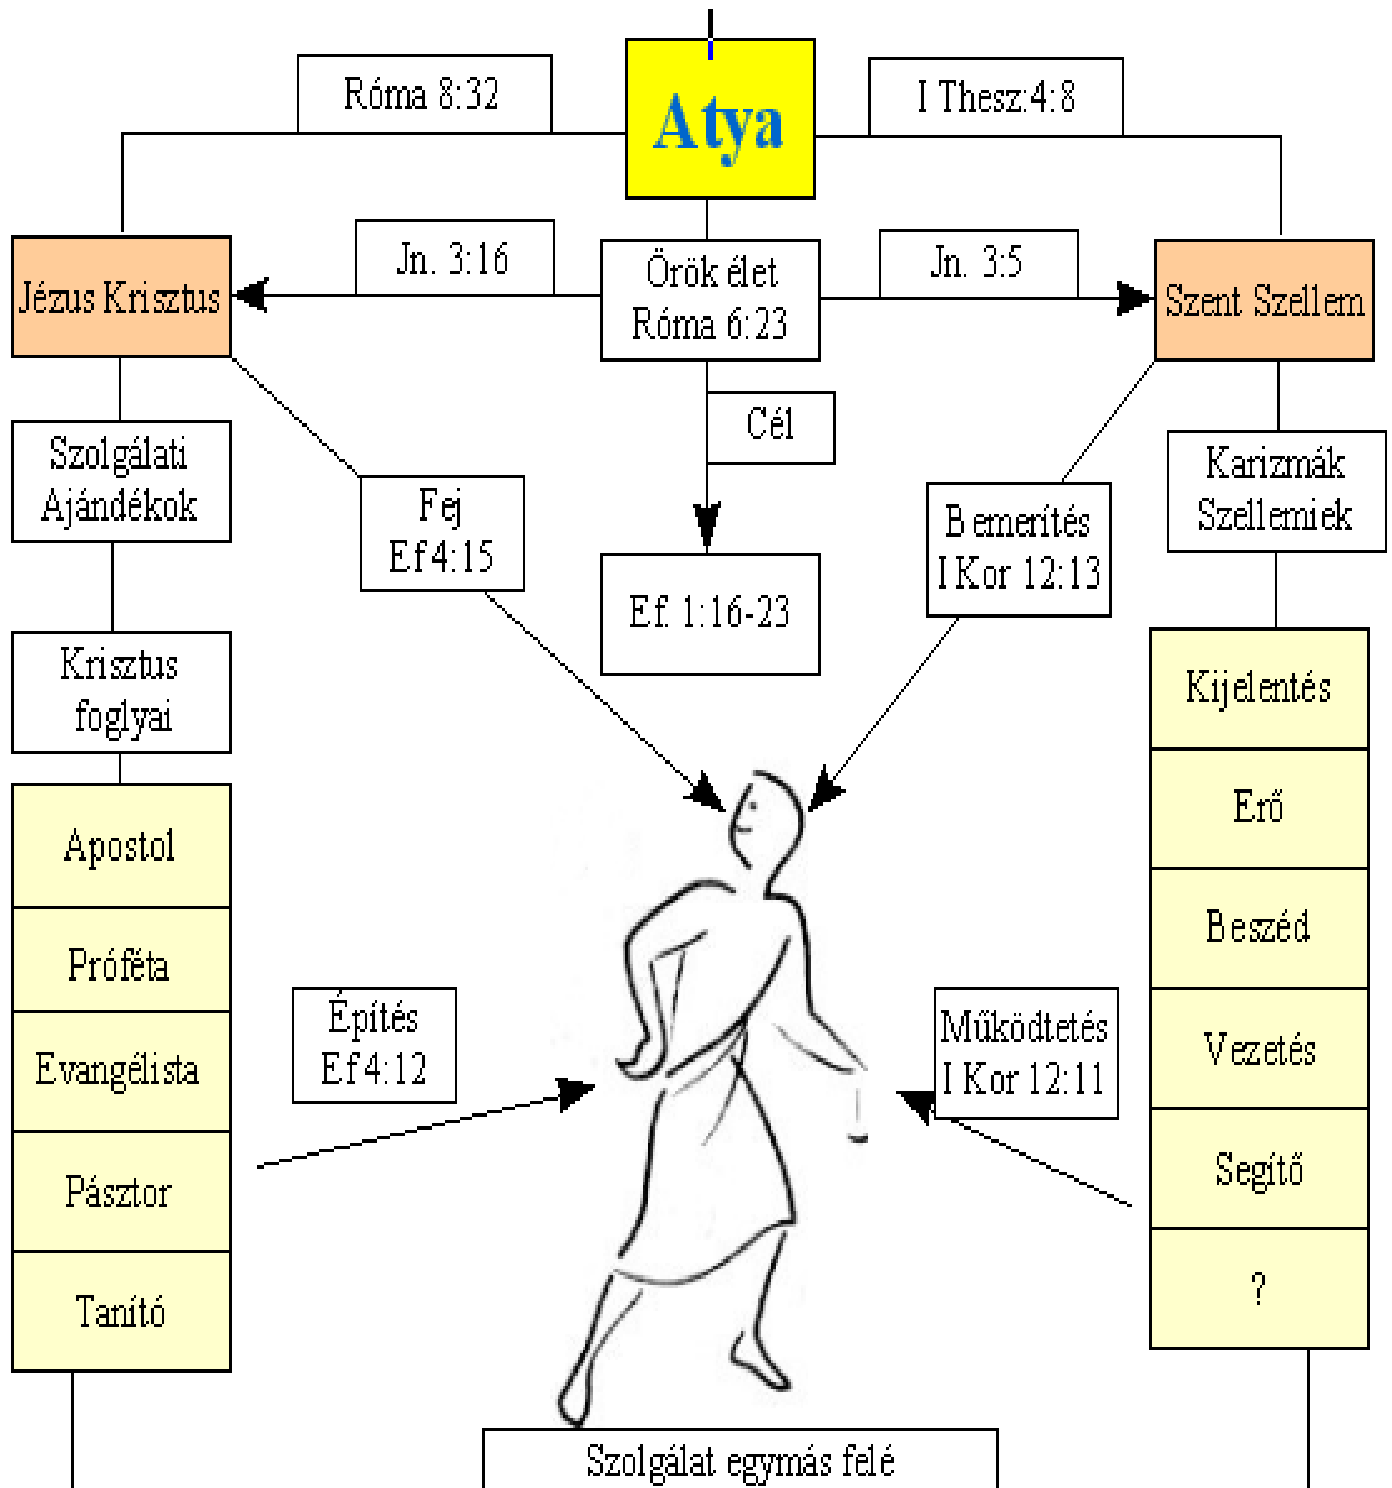 Róma 8:32
Atya
I Thesz:4:8
Jézus Krisztus
Jn. 3:16
Örök élet
Róma 6:23
Jn. 3:5
Szent Szellem
Cél
Szolgálati
Ajándékok
Fej
Ef 4:15
Ef. 1:16-23
Bemerítés
I Kor 12:13
Karizmák
Szellemiek
Krisztus
foglyai
Apostol
Próféta
Evangélista
Pásztor
Tanító
Építés
Ef 4:12
Működtetés
I Kor 12:11
Kijelentés
Erő
Beszéd
Vezetés
Segítő
?
Szolgálat egymás felé